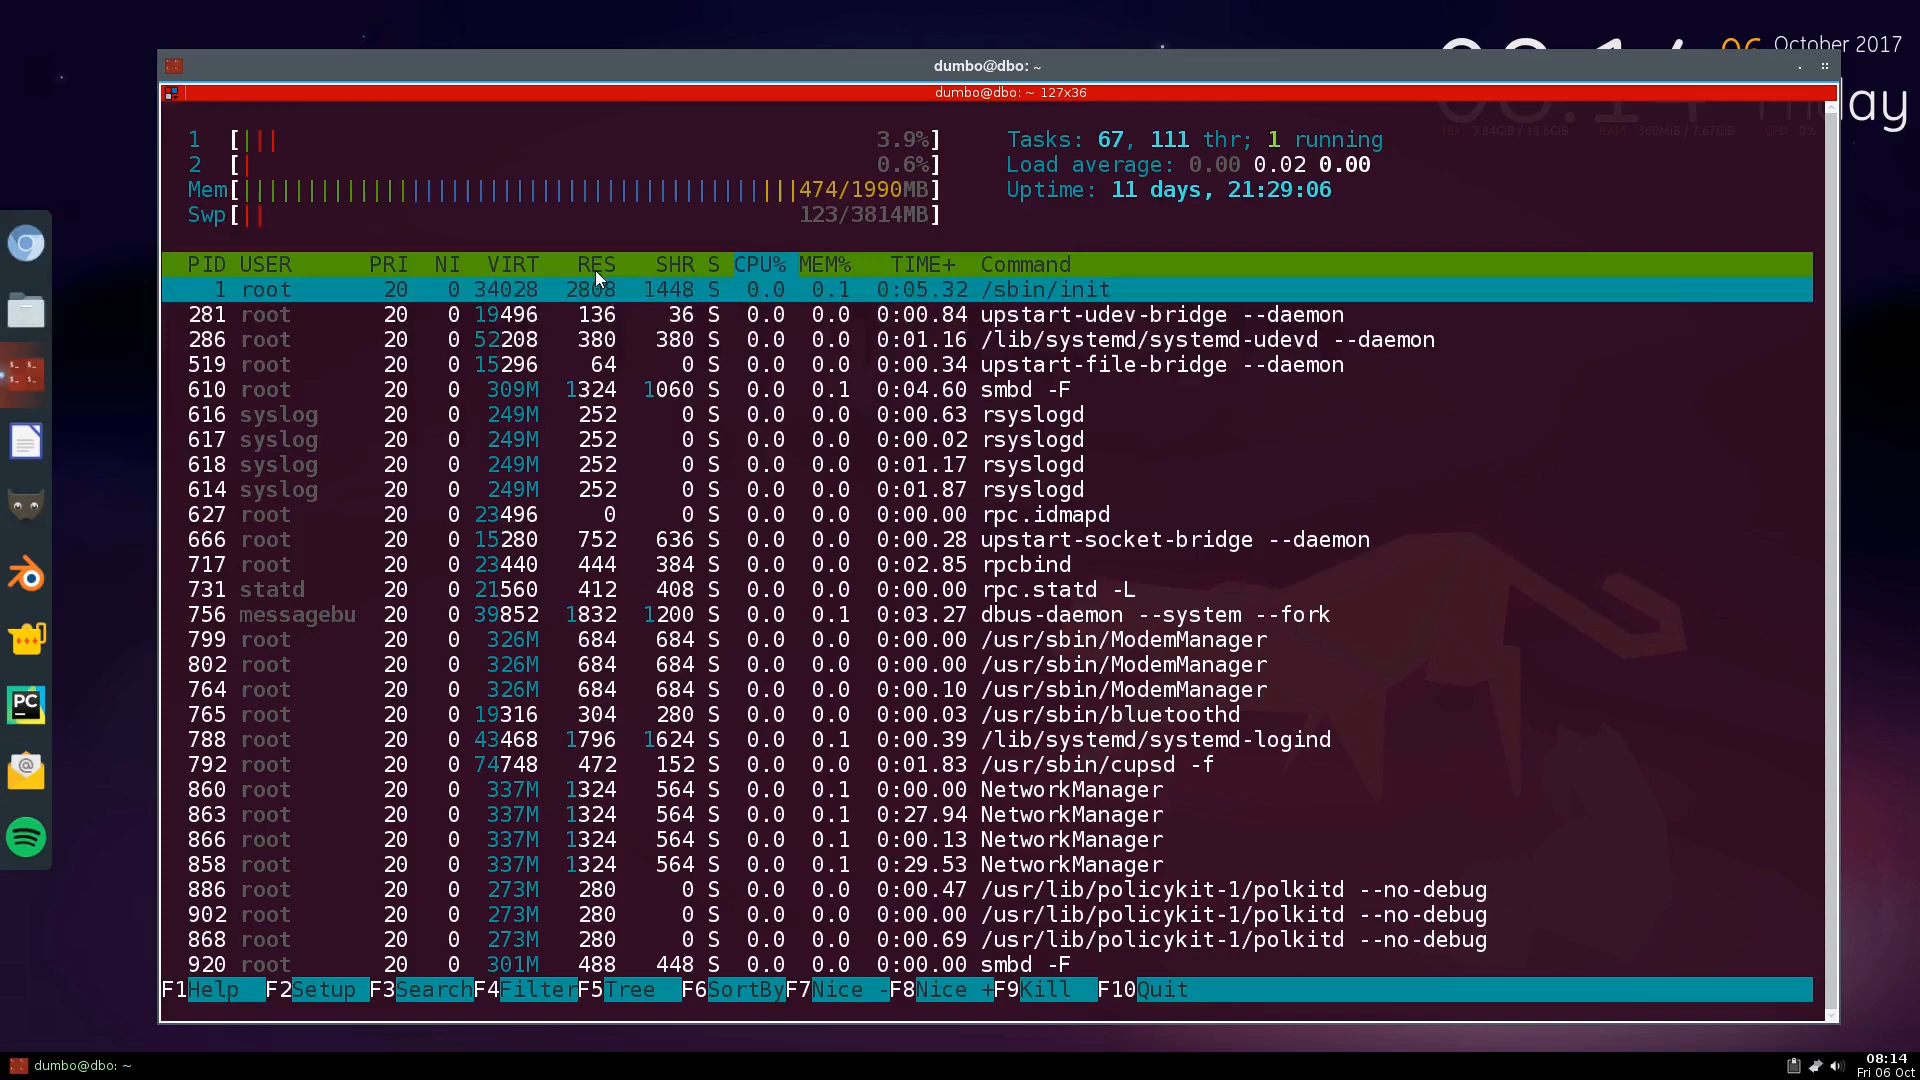 October 2017
dumbo@dbo: ~
dumbo@dbo: ~ 127x36
day
1 [||| 3.9%] Tasks: 67, 111 thr; 1 running
2 [| 0.6%] Load average: 0.00 0.02 0.00
Mem[||||||||||||||||||||||||||||||||||||||||||474/1990MB] Uptime: 11 days, 21:29:06
Swp[|| 123/3814MB]
PID USER PRI NI VIRT RES SHR S CPU% MEM% TIME+ Command
1 root 20 0 34028 2808 1448 S 0.0 0.1 0:05.32 /sbin/init
281 root 20 0 19496 136 36 S 0.0 0.0 0:00.84 upstart-udev-bridge --daemon
286 root 20 0 52208 380 380 S 0.0 0.0 0:01.16 /lib/systemd/systemd-udevd --daemon
519 root 20 0 15296 64 0 S 0.0 0.0 0:00.34 upstart-file-bridge --daemon
610 root 20 0 309M 1324 1060 S 0.0 0.1 0:04.60 smbd -F
616 syslog 20 0 249M 252 0 S 0.0 0.0 0:00.63 rsyslogd
617 syslog 20 0 249M 252 0 S 0.0 0.0 0:00.02 rsyslogd
618 syslog 20 0 249M 252 0 S 0.0 0.0 0:01.17 rsyslogd
614 syslog 20 0 249M 252 0 S 0.0 0.0 0:01.87 rsyslogd
627 root 20 0 23496 0 0 S 0.0 0.0 0:00.00 rpc.idmapd
666 root 20 0 15280 752 636 S 0.0 0.0 0:00.28 upstart-socket-bridge --daemon
717 root 20 0 23440 444 384 S 0.0 0.0 0:02.85 rpcbind
731 statd 20 0 21560 412 408 S 0.0 0.0 0:00.00 rpc.statd -L
756 messagebu 20 0 39852 1832 1200 S 0.0 0.1 0:03.27 dbus-daemon --system --fork
799 root 20 0 326M 684 684 S 0.0 0.0 0:00.00 /usr/sbin/ModemManager
802 root 20 0 326M 684 684 S 0.0 0.0 0:00.00 /usr/sbin/ModemManager
764 root 20 0 326M 684 684 S 0.0 0.0 0:00.10 /usr/sbin/ModemManager
765 root 20 0 19316 304 280 S 0.0 0.0 0:00.03 /usr/sbin/bluetoothd
788 root 20 0 43468 1796 1624 S 0.0 0.1 0:00.39 /lib/systemd/systemd-logind
792 root 20 0 74748 472 152 S 0.0 0.0 0:01.83 /usr/sbin/cupsd -f
860 root 20 0 337M 1324 564 S 0.0 0.1 0:00.00 NetworkManager
863 root 20 0 337M 1324 564 S 0.0 0.1 0:27.94 NetworkManager
866 root 20 0 337M 1324 564 S 0.0 0.1 0:00.13 NetworkManager
858 root 20 0 337M 1324 564 S 0.0 0.1 0:29.53 NetworkManager
886 root 20 0 273M 280 0 S 0.0 0.0 0:00.47 /usr/lib/policykit-1/polkitd --no-debug
902 root 20 0 273M 280 0 S 0.0 0.0 0:00.00 /usr/lib/policykit-1/polkitd --no-debug
868 root 20 0 273M 280 0 S 0.0 0.0 0:00.69 /usr/lib/policykit-1/polkitd --no-debug
920 root 20 0 301M 488 448 S 0.0 0.0 0:00.00 smbd -F
F1Help F2Setup F3SearchF4FilterF5Tree F6SortByF7Nice -F8Nice +F9Kill F10Quit
PC
dumbo@dbo: ~
08:14
Fri 06 Oct